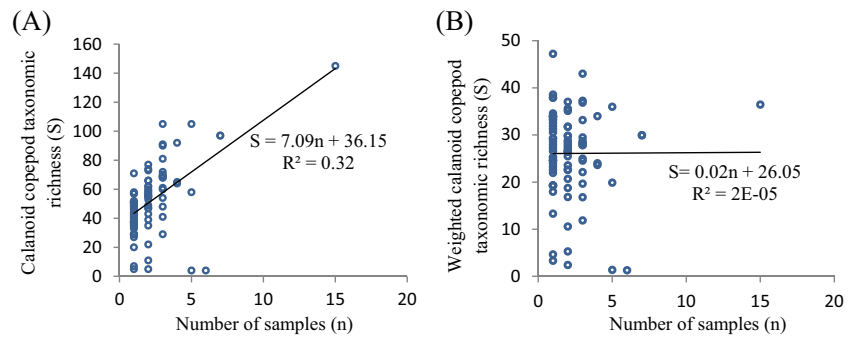 (A)
Calanoid copepod taxonomic
richness (S)
160
140
120
100
80
60
40
20
0
S = 7.09n + 36.15
R² = 0.32
0 5 10 15 20
Number of samples (n)
(B)
Weighted calanoid copepod
taxonomic richness (S)
50
40
30
20
10
0
S= 0.02n + 26.05
R² = 2E-05
0 5 10 15 20
Number of samples (n)